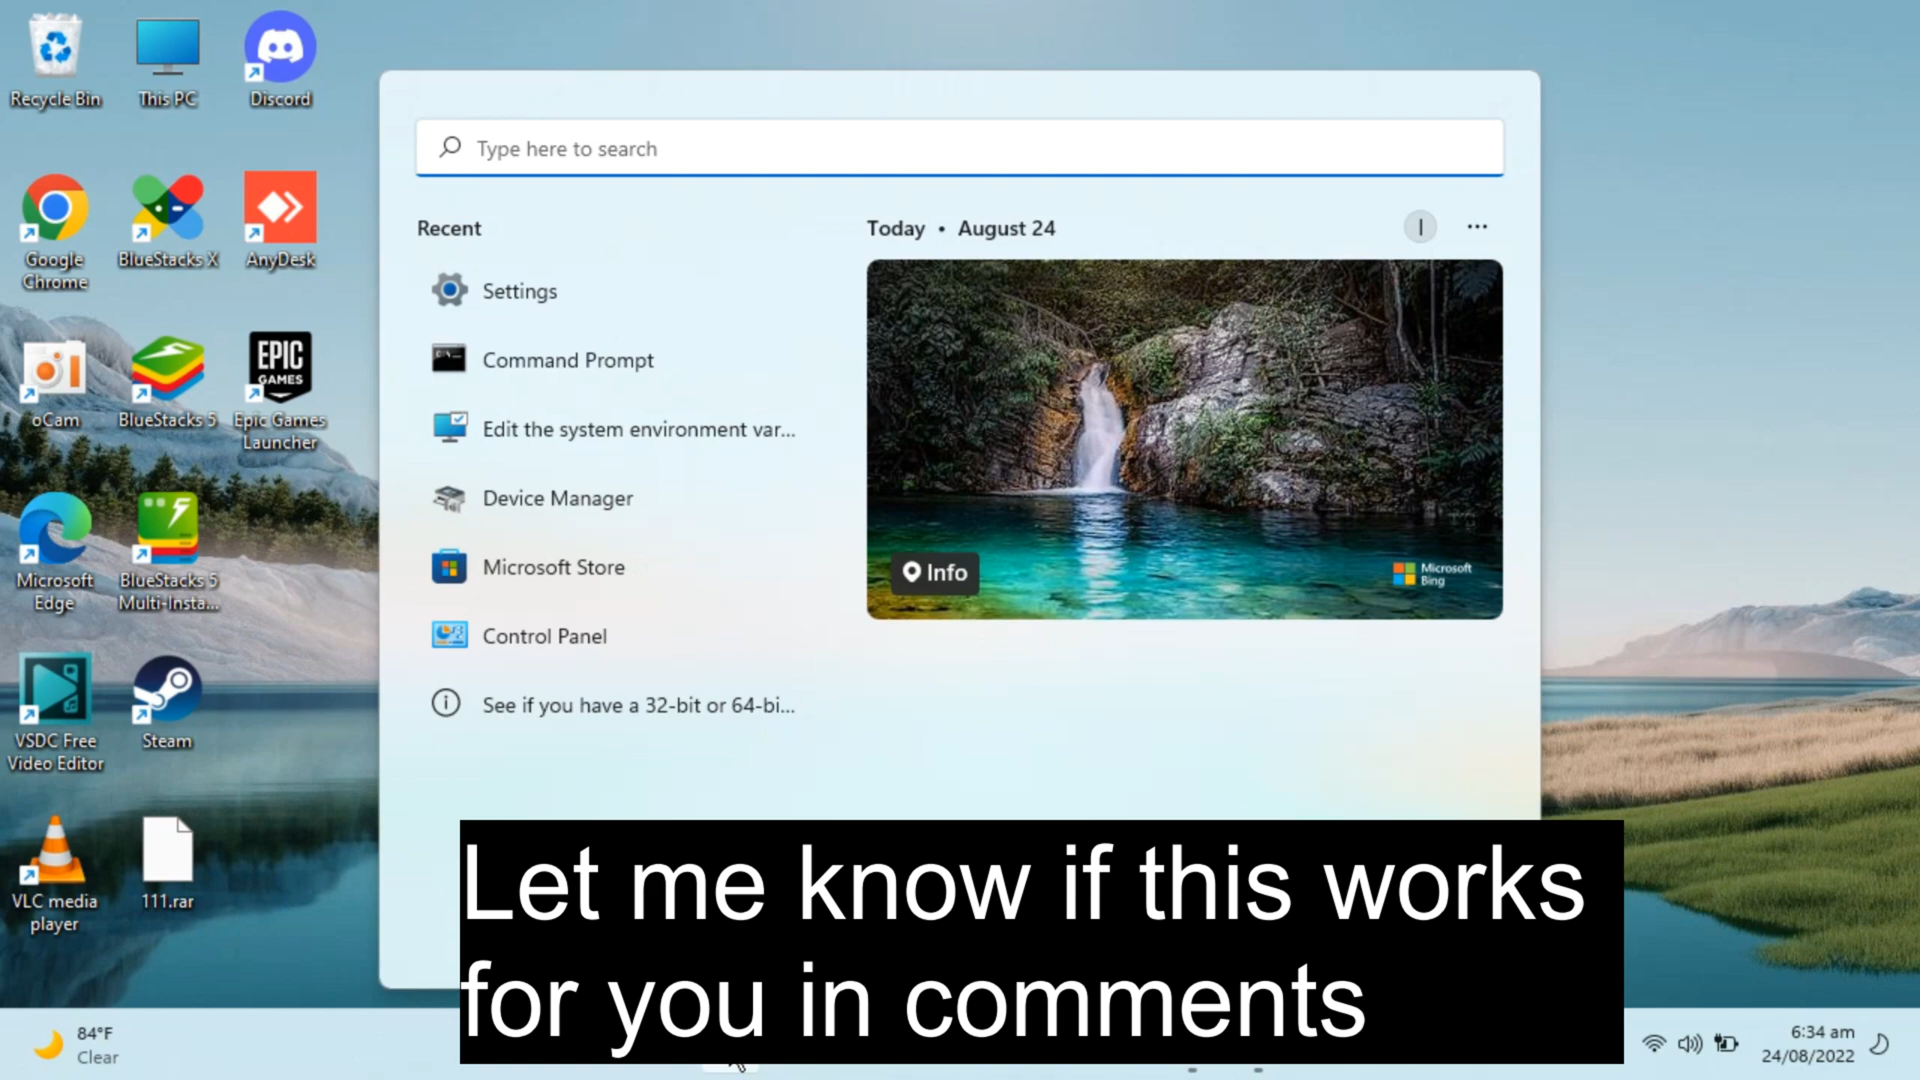 Recycle Bin
This PC
Discord
Google
Chrome
BlueStacks X
AnyDesk
oCam
BlueStacks 5
EPIC
GAMES
Epic Games
Launcher
Microsoft
Edge
BlueStacks 5
Multi-Insta...
VSDC Free
Video Editor
Steam
VLC media
player
111.rar
Type here to search
Recent
Settings
Command Prompt
Edit the system environment var...
Device Manager
Microsoft Store
Control Panel
See if you have a 32-bit or 64-bi...
Today • August 24
I
Info
Microsoft
Bing
Let me know if this works
for you in comments
84°F
Clear
6:34 am
24/08/2022